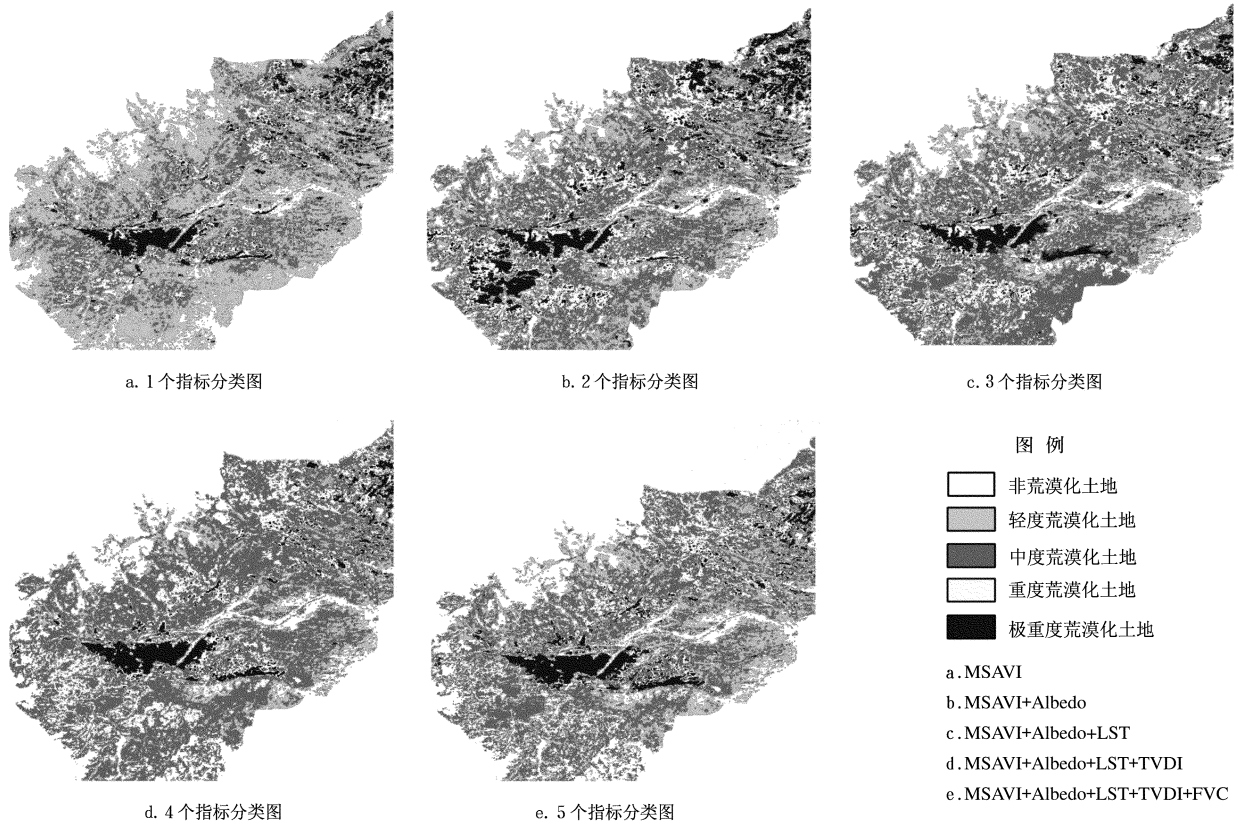 a. 1个指标分类图
b. 2个指标分类图
c. 3个指标分类图
图 例
非荒漠化土地
轻度荒漠化土地
中度荒漠化土地
重度荒漠化土地
极重度荒漠化土地
a.MSAVI
b.MSAVI+Albedo
c.MSAVI+Albedo+LST
d.MSAVI+Albedo+LST+TVDI
e.MSAVI+Albedo+LST+TVDI+FVC
d. 4个指标分类图
e. 5个指标分类图